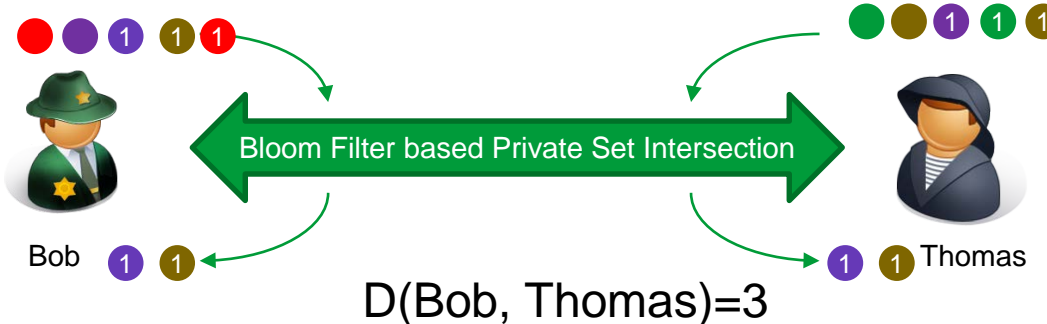 1 1 1
1 1 1
Bloom Filter based Private Set Intersection
Bob
1 1
1 1
Thomas
D(Bob, Thomas)=3